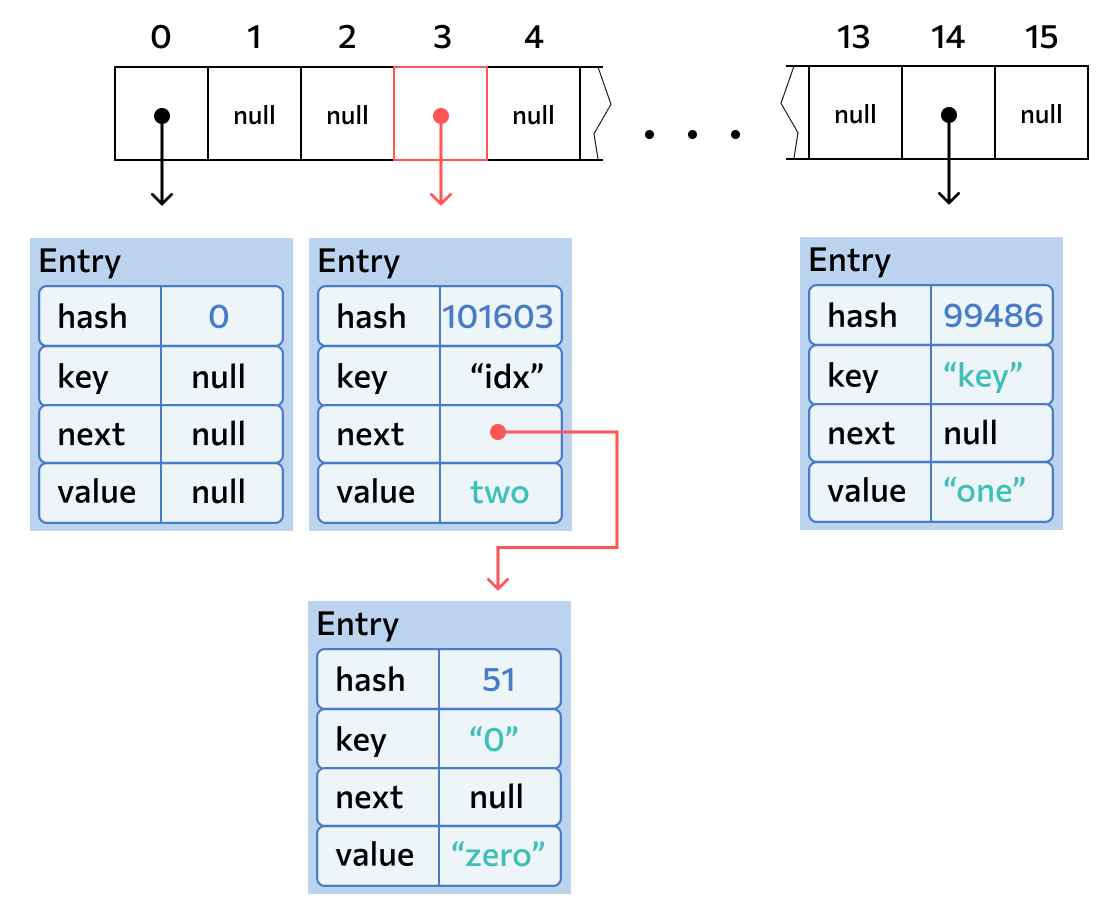 0 1 2 3 4 13 14 15
null null null null null
Entry Entry Entry
hash 0 hash 101603 hash 99486
key null key “idx” key “key”
next null next next null
value null value two value “one”
Entry
hash 51
key “0”
next null
value “zero”